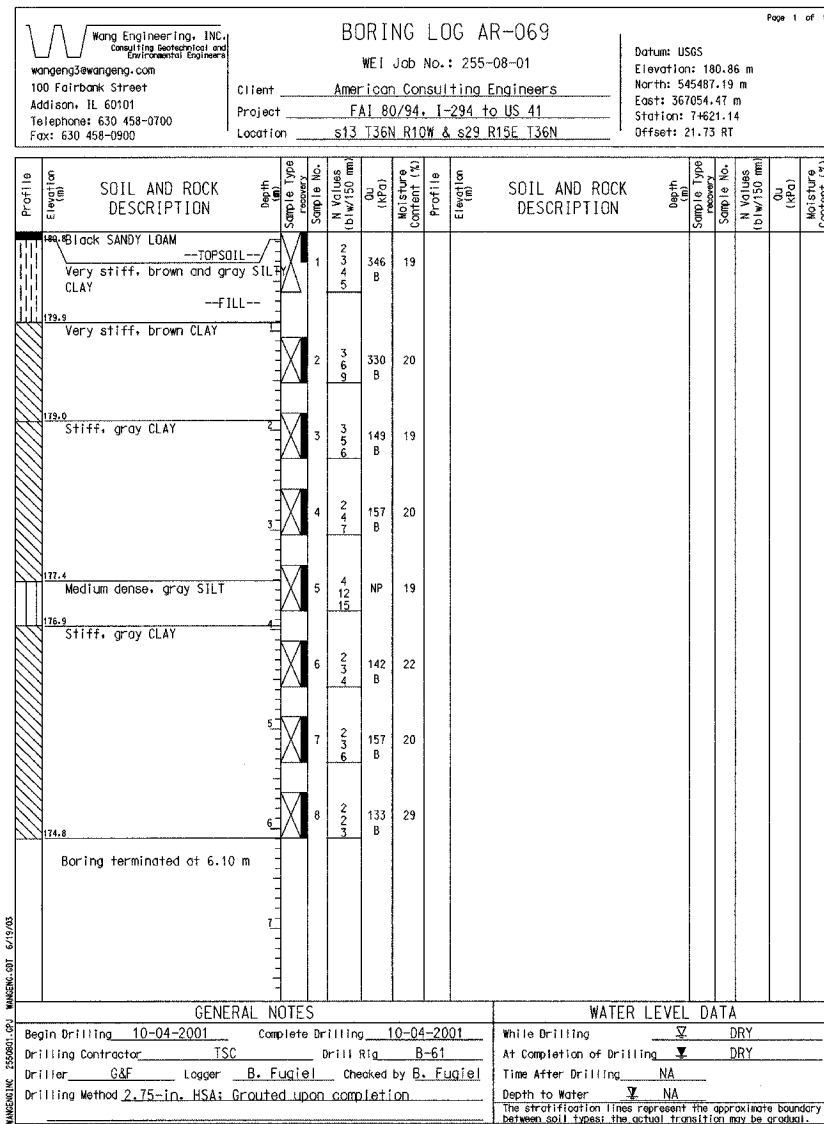 Page 1 of 1
Wang Engineering, INC.
Consulting Geotechnical and
Environmental Engineers
wangeng3@wangeng.com
100 Fairbank Street
Addison, IL 60101
Telephone: 630 458-0700
Fax: 630 458-0900
BORING LOG AR-069
WEI Job No.: 255-08-01
Client American Consulting Engineers
Project FAI 80/94, I-294 to US 41
Location s13 T36N R10W & s29 R15E T36N
Datum: USGS
Elevation: 180.86 m
North: 545487.19 m
East: 367054.47 m
Station: 7+621.14
Offset: 21.73 RT
Profile Elevation (m) SOIL AND ROCK DESCRIPTION Depth (m) Sample Type recovery Sample No. N Values (blw/150 mm) Qu (kPa) Moisture Content (%)
Profile Elevation (m) SOIL AND ROCK DESCRIPTION Depth (m) Sample Type recovery Sample No. N Values (blw/150 mm) Qu (kPa) Moisture Content (%)
180.8 Black SANDY LOAM
--TOPSOIL--
Very stiff, brown and gray SILTY
CLAY
--FILL--
1 2 3 4 5 346 B 19
179.9
Very stiff, brown CLAY
1
2 3 6 9 330 B 20
179.0
Stiff, gray CLAY
2
3 3 5 6 149 B 19
4 2 4 7 157 B 20
3
177.4
Medium dense, gray SILT
5 4 12 15 NP 19
176.9
4
Stiff, gray CLAY
6 2 3 4 142 B 22
5
7 2 3 6 157 B 20
8 2 2 3 133 B 29
6
174.8
Boring terminated at 6.10 m
7
WANGENGINC 2550801.GPJ WANGENG.GDT 6/19/03
GENERAL NOTES
Begin Drilling 10-04-2001 Complete Drilling 10-04-2001
Drilling Contractor TSC Drill Rig B-61
Driller G&F Logger B. Fugiel Checked by B. Fugiel
Drilling Method 2.75-in. HSA; Grouted upon completion
WATER LEVEL DATA
While Drilling DRY
At Completion of Drilling DRY
Time After Drilling NA
Depth to Water NA
The stratification lines represent the approximate boundary
between soil types; the actual transition may be gradual.